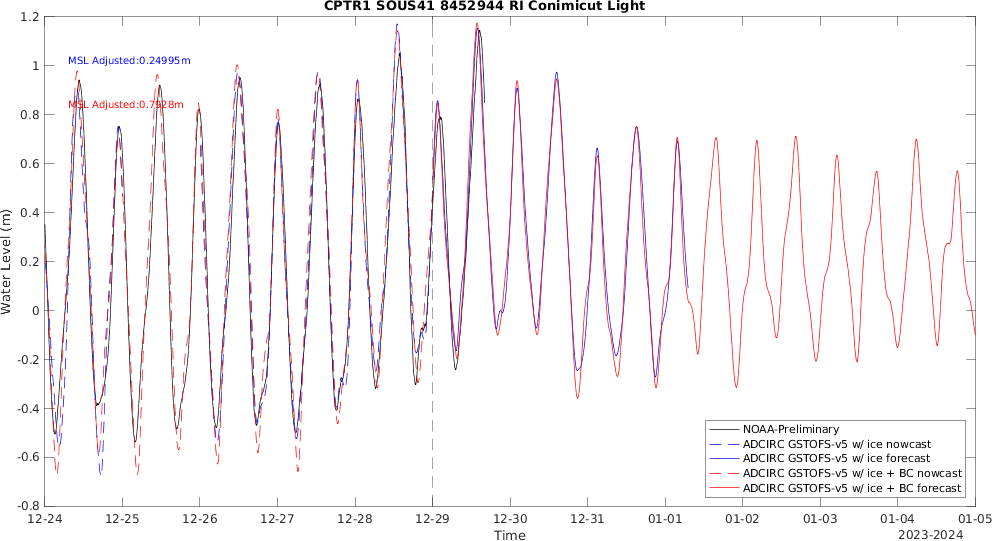 CPTR1 SOUS41 8452944 RI Conimicut Light
1.2
1
0.8
0.6
0.4
0.2
0
-0.2
-0.4
-0.6
-0.8
Water Level (m)
MSL Adjusted:0.24995m
MSL Adjusted:0.7928m
NOAA-Preliminary
ADCIRC GSTOFS-v5 w/ ice nowcast
ADCIRC GSTOFS-v5 w/ ice forecast
ADCIRC GSTOFS-v5 w/ ice + BC nowcast
ADCIRC GSTOFS-v5 w/ ice + BC forecast
12-24 12-25 12-26 12-27 12-28 12-29 12-30 12-31 01-01 01-02 01-03 01-04 01-05
Time
2023-2024